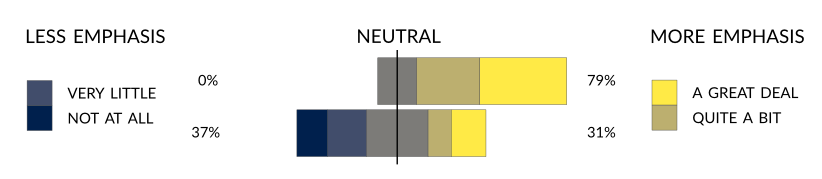 LESS EMPHASIS NEUTRAL MORE EMPHASIS
0% 79%
VERY LITTLE A GREAT DEAL
NOT AT ALL QUITE A BIT
37% 31%